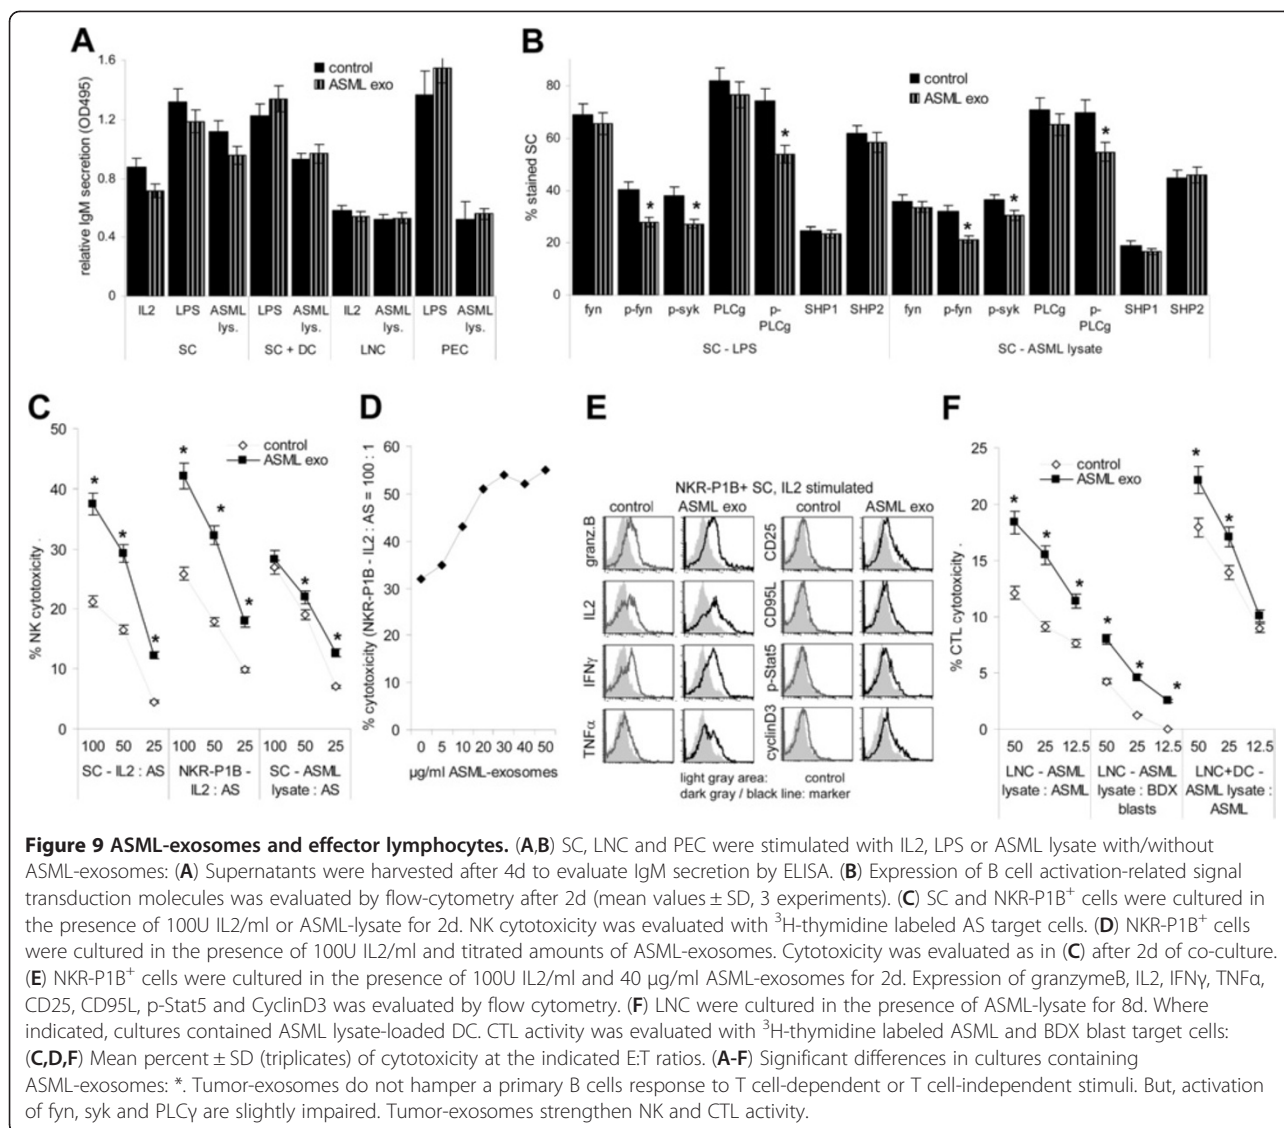 A
relative IgM secretion (OD495)
1.6
1.2
0.8
0.4
0
control
ASML exo
IL2 LPS ASML lys. LPS ASML lys. IL2 ASML lys. LPS ASML lys.
SC SC + DC LNC PEC
B
% stained SC
80
60
40
20
0
control
ASML exo
* * * * * *
fyn p-fyn p-syk PLCg p-PLCg SHP1 SHP2 fyn p-fyn p-syk PLCg p-PLCg SHP1 SHP2
SC - LPS SC - ASML lysate
C
% NK cytotoxicity .
50
40
30
20
10
0
control
ASML exo
* * * * * * * *
100 50 25 100 50 25 100 50 25
SC - IL2 : AS NKR-P1B - IL2 : AS SC - ASML lysate : AS
D
% cytotoxicity (NKR-P1B - IL2 : AS = 100 : 1
60
50
40
30
20
10
0
0 5 10 20 30 40 50
µg/ml ASML-exosomes
E
NKR-P1B+ SC, IL2 stimulated
control ASML exo control ASML exo
granz.B CD25
IL2 CD95L
IFNγ p-Stat5
TNFα cyclinD3
light gray area: control
dark gray / black line: marker
F
% CTL cytotoxicity .
25
20
15
10
5
0
control
ASML exo
* * * * * * * *
50 25 12.5 50 25 12.5 50 25 12.5
LNC - ASML lysate : ASML LNC - ASML lysate : BDX blasts LNC+DC - ASML lysate : ASML
Figure 9 ASML-exosomes and effector lymphocytes. (A,B) SC, LNC and PEC were stimulated with IL2, LPS or ASML lysate with/without
ASML-exosomes: (A) Supernatants were harvested after 4d to evaluate IgM secretion by ELISA. (B) Expression of B cell activation-related signal
transduction molecules was evaluated by flow-cytometry after 2d (mean values ± SD, 3 experiments). (C) SC and NKR-P1B⁺ cells were cultured in
the presence of 100U IL2/ml or ASML-lysate for 2d. NK cytotoxicity was evaluated with ³H-thymidine labeled AS target cells. (D) NKR-P1B⁺ cells
were cultured in the presence of 100U IL2/ml and titrated amounts of ASML-exosomes. Cytotoxicity was evaluated as in (C) after 2d of co-culture.
(E) NKR-P1B⁺ cells were cultured in the presence of 100U IL2/ml and 40 µg/ml ASML-exosomes for 2d. Expression of granzymeB, IL2, IFNγ, TNFα,
CD25, CD95L, p-Stat5 and CyclinD3 was evaluated by flow cytometry. (F) LNC were cultured in the presence of ASML-lysate for 8d. Where
indicated, cultures contained ASML lysate-loaded DC. CTL activity was evaluated with ³H-thymidine labeled ASML and BDX blast target cells:
(C,D,F) Mean percent ± SD (triplicates) of cytotoxicity at the indicated E:T ratios. (A-F) Significant differences in cultures containing
ASML-exosomes: *. Tumor-exosomes do not hamper a primary B cells response to T cell-dependent or T cell-independent stimuli. But, activation
of fyn, syk and PLCγ are slightly impaired. Tumor-exosomes strengthen NK and CTL activity.